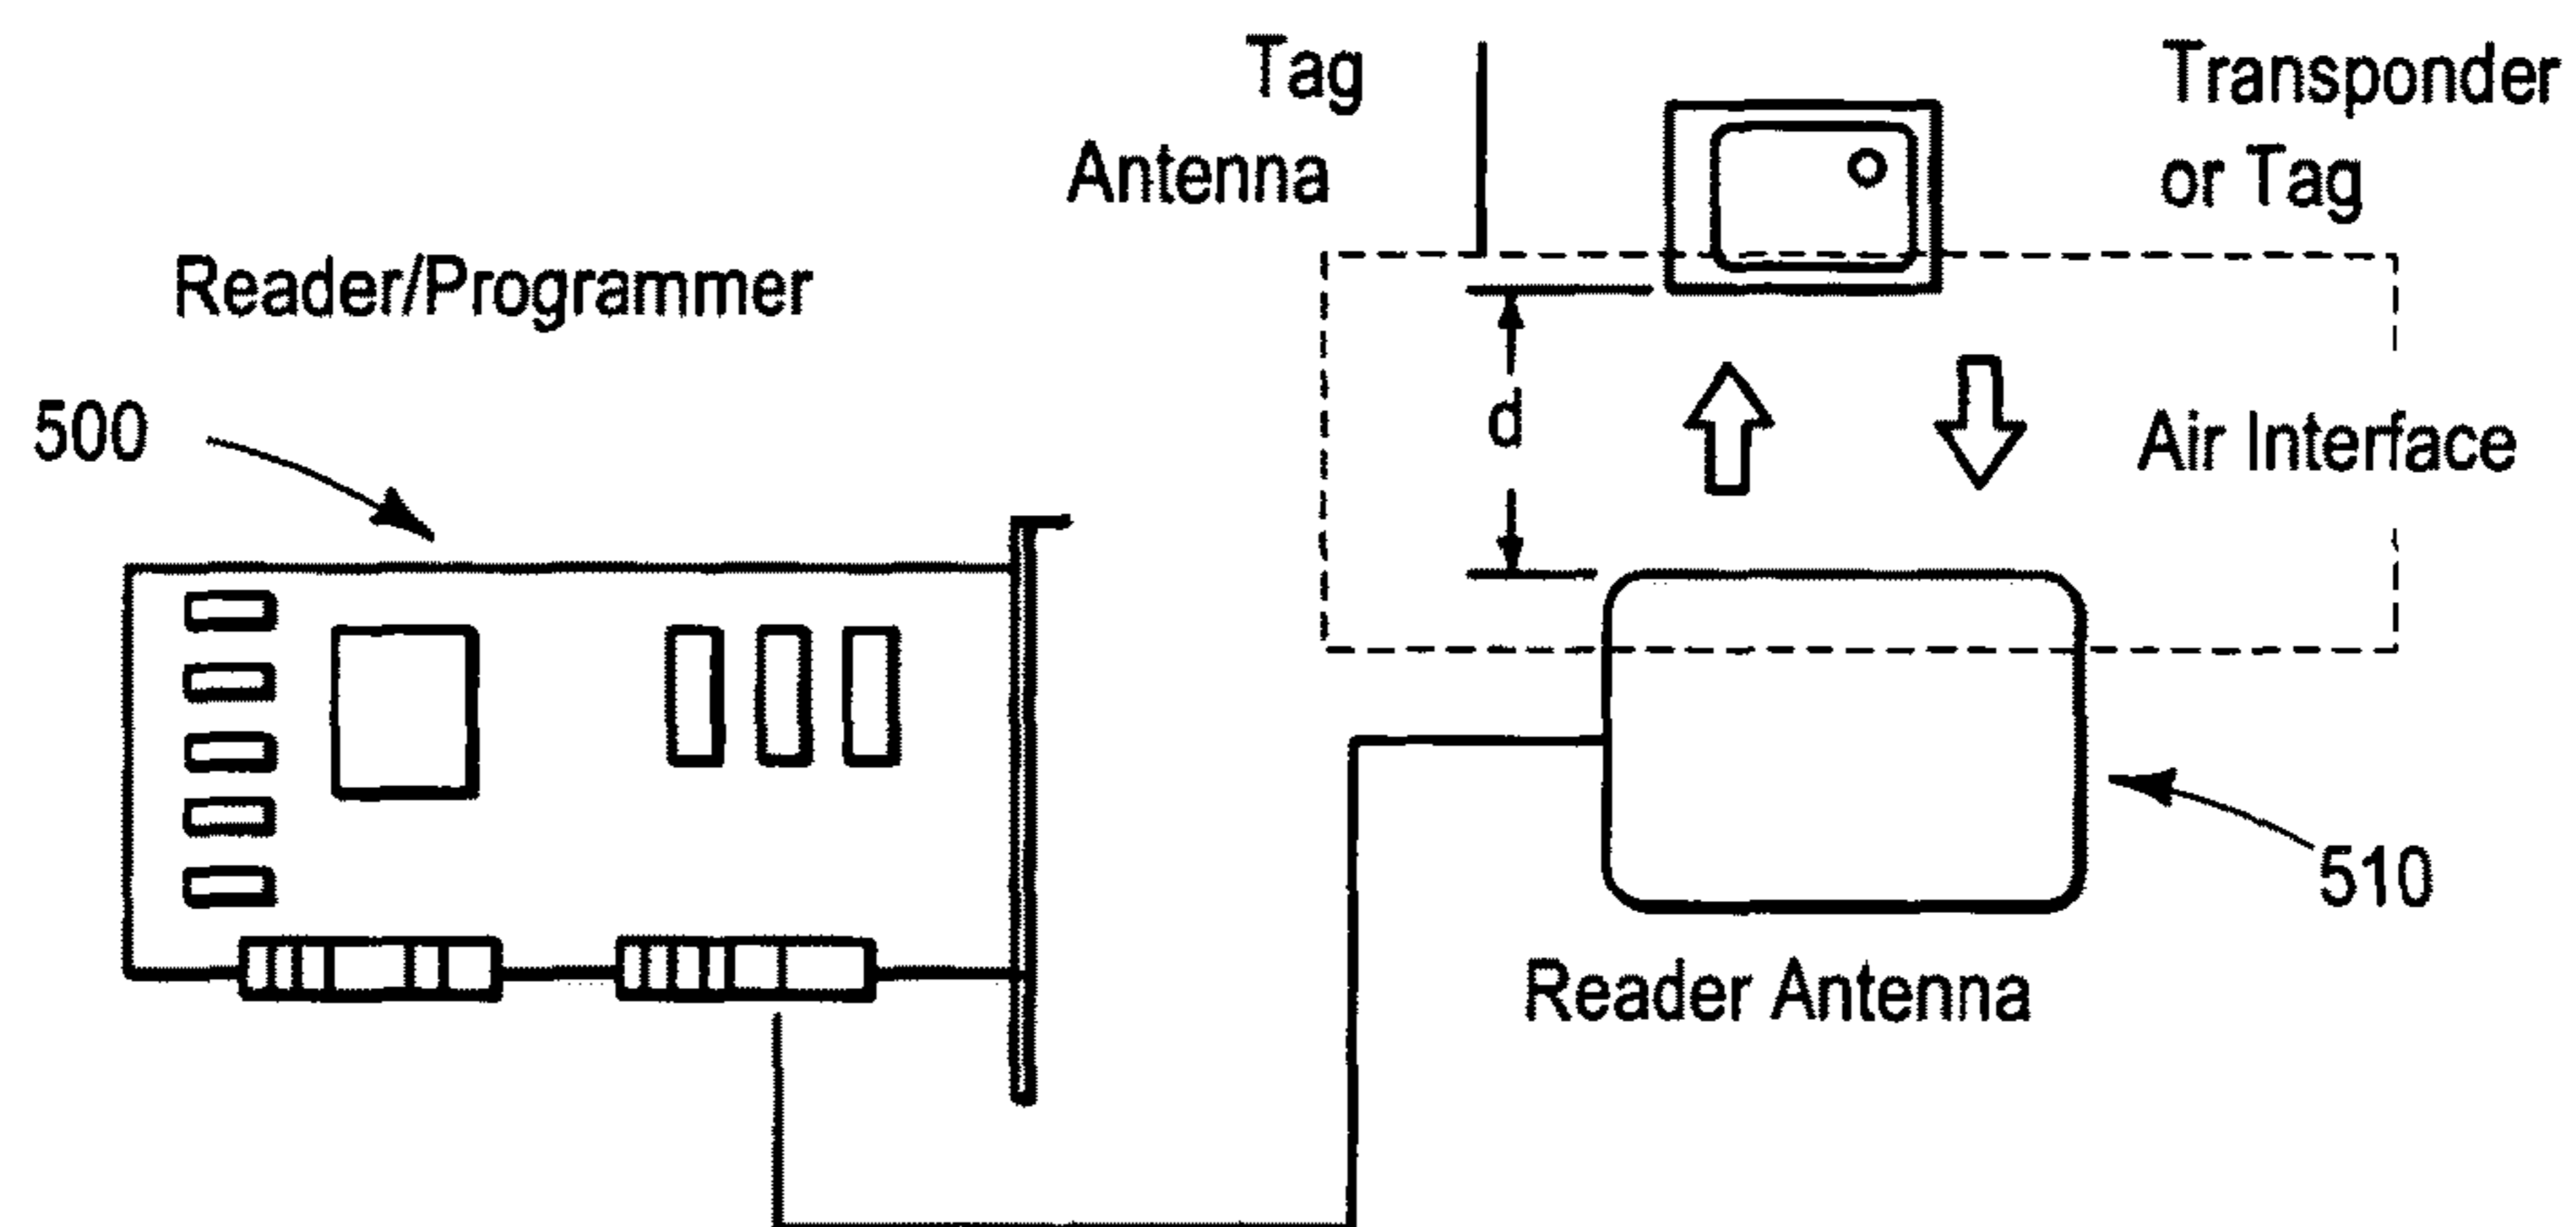 Tag
Antenna
Transponder
or Tag
Reader/Programmer
500
d
Air Interface
510
Reader Antenna